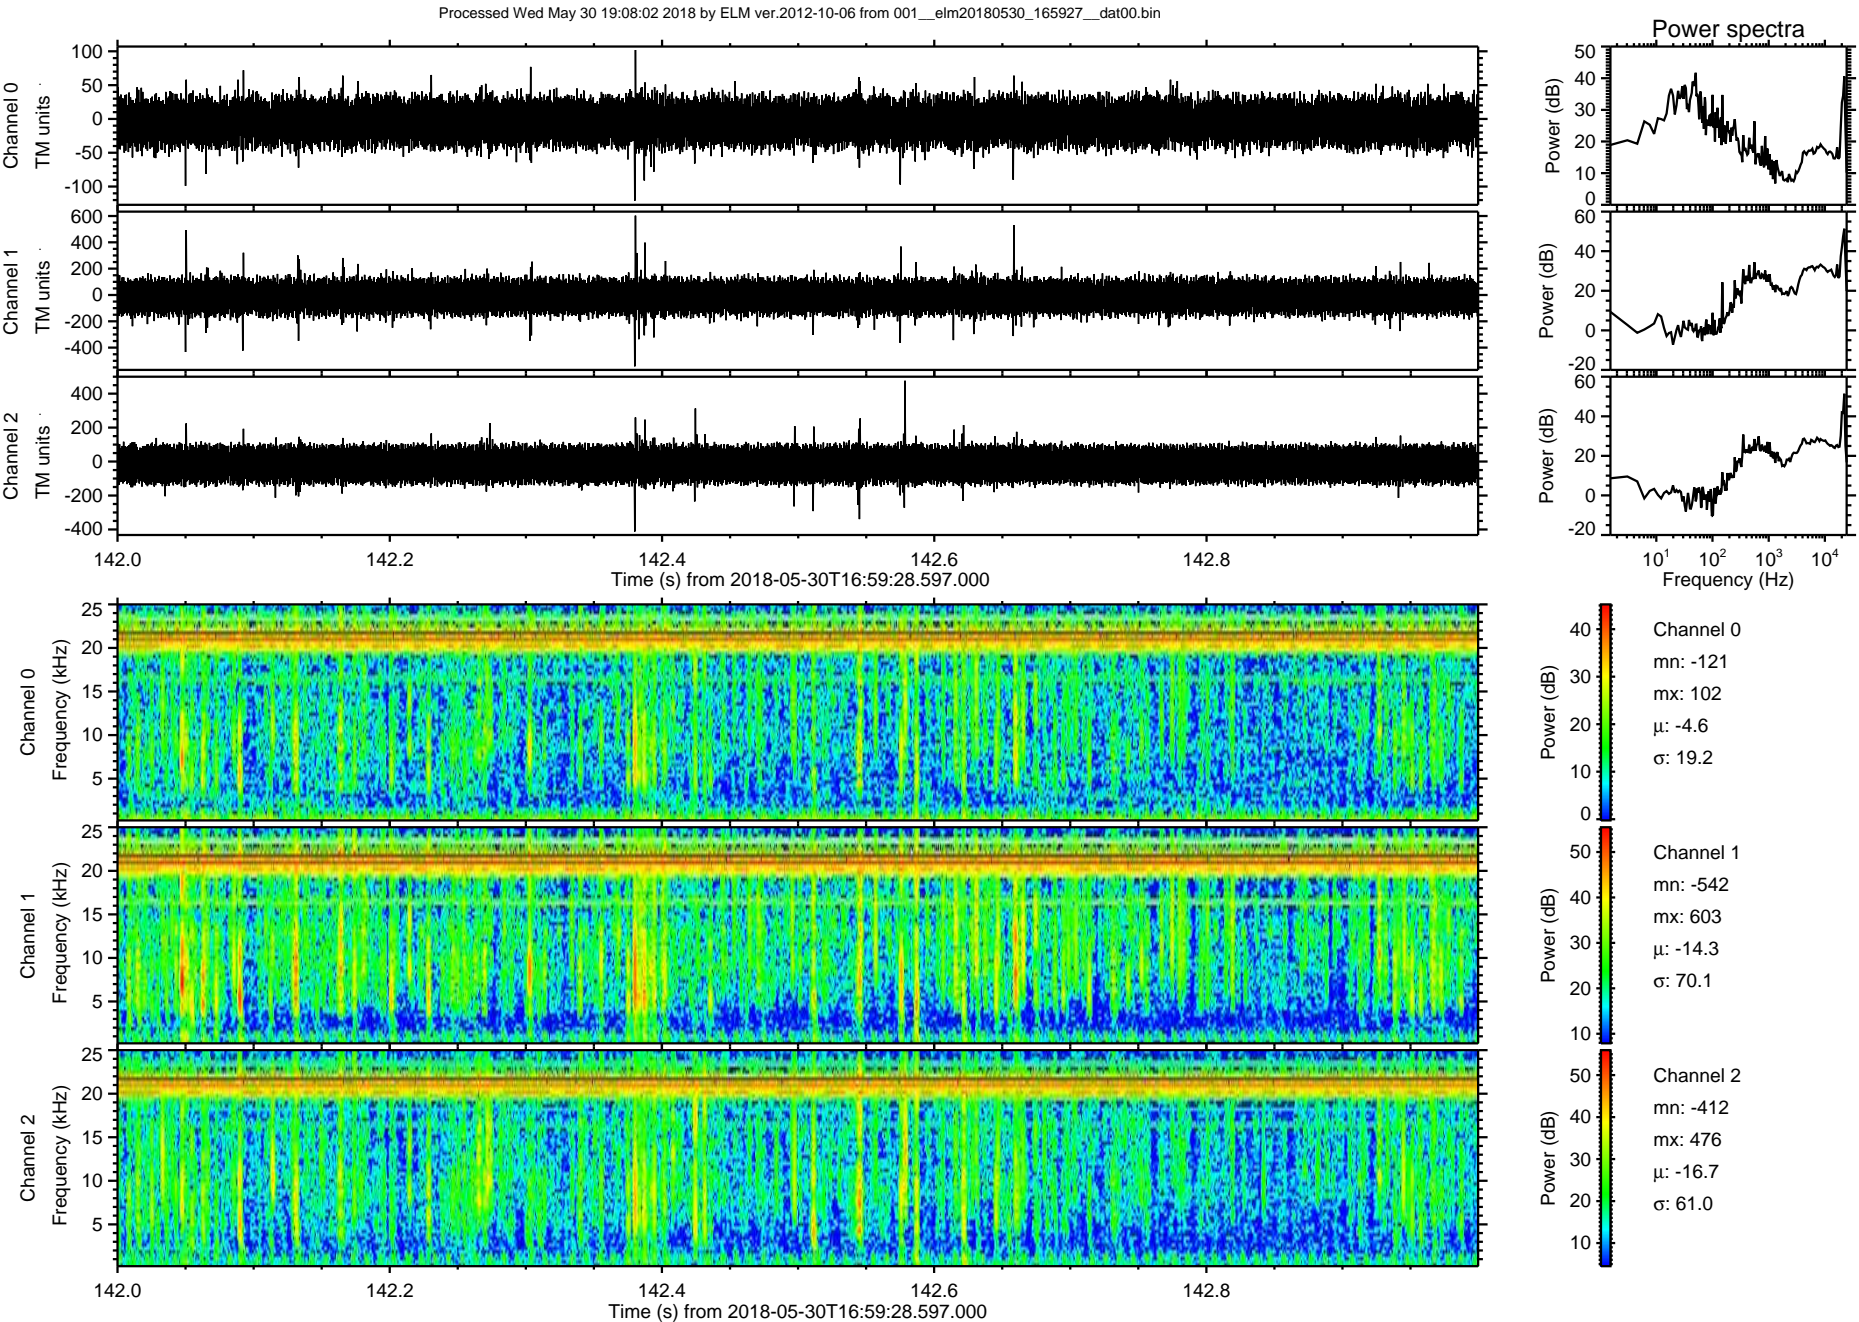 Processed Wed May 30 19:08:02 2018 by ELM ver.2012-10-06 from 001__elm20180530_165927__dat00.bin
Power spectra
Channel 0
TM units
100
50
0
-50
-100
Power (dB)
50
40
30
20
10
0
Channel 1
TM units
600
400
200
0
-200
-400
Power (dB)
60
40
20
0
-20
Channel 2
TM units
400
200
0
-200
-400
Power (dB)
60
40
20
0
-20
142.0 142.2 142.4 142.6 142.8
Time (s) from 2018-05-30T16:59:28.597.000
10¹ 10² 10³ 10⁴
Frequency (Hz)
Channel 0
Frequency (kHz)
25
20
15
10
5
Power (dB)
40
30
20
10
0
Channel 0
mn: -121
mx: 102
μ: -4.6
σ: 19.2
Channel 1
Frequency (kHz)
25
20
15
10
5
Power (dB)
50
40
30
20
10
Channel 1
mn: -542
mx: 603
μ: -14.3
σ: 70.1
Channel 2
Frequency (kHz)
25
20
15
10
5
Power (dB)
50
40
30
20
10
Channel 2
mn: -412
mx: 476
μ: -16.7
σ: 61.0
142.0 142.2 142.4 142.6 142.8
Time (s) from 2018-05-30T16:59:28.597.000